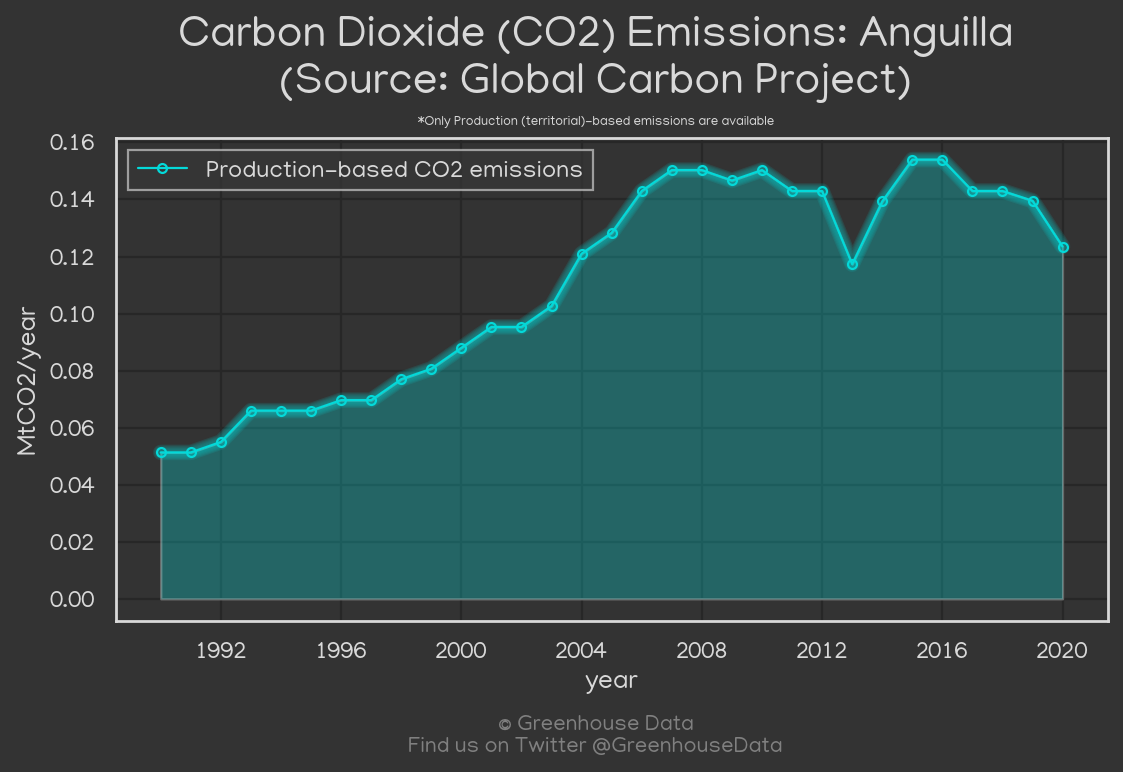 Carbon Dioxide (CO2) Emissions: Anguilla
(Source: Global Carbon Project)
*Only Production (territorial)-based emissions are available
Production-based CO2 emissions
MtCO2/year
0.16
0.14
0.12
0.10
0.08
0.06
0.04
0.02
0.00
1992 1996 2000 2004 2008 2012 2016 2020
year
© Greenhouse Data
Find us on Twitter @GreenhouseData